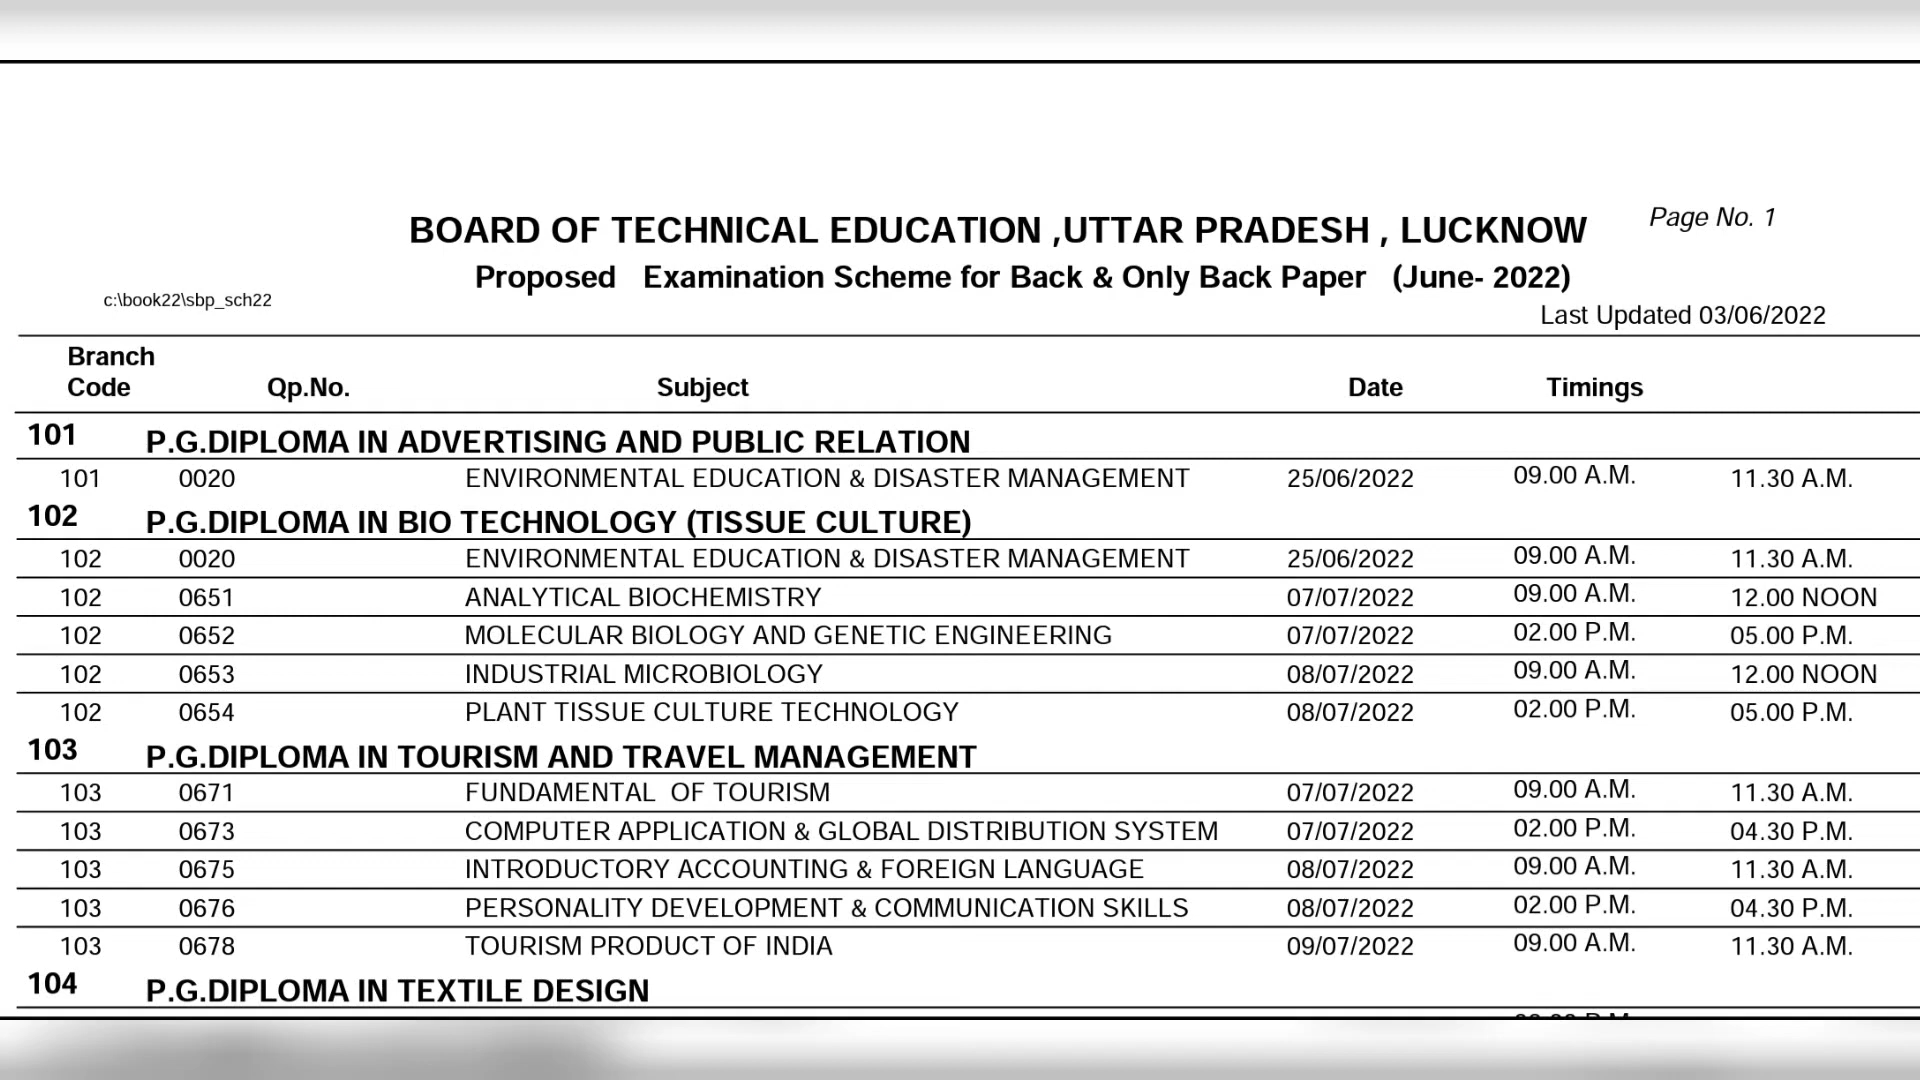 Page No. 1
BOARD OF TECHNICAL EDUCATION ,UTTAR PRADESH , LUCKNOW
Proposed Examination Scheme for Back & Only Back Paper (June- 2022)
c:\book22\sbp_sch22
Last Updated 03/06/2022
Branch Code Qp.No. Subject Date Timings
101 P.G.DIPLOMA IN ADVERTISING AND PUBLIC RELATION
101 0020 ENVIRONMENTAL EDUCATION & DISASTER MANAGEMENT 25/06/2022 09.00 A.M. 11.30 A.M.
102 P.G.DIPLOMA IN BIO TECHNOLOGY (TISSUE CULTURE)
102 0020 ENVIRONMENTAL EDUCATION & DISASTER MANAGEMENT 25/06/2022 09.00 A.M. 11.30 A.M.
102 0651 ANALYTICAL BIOCHEMISTRY 07/07/2022 09.00 A.M. 12.00 NOON
102 0652 MOLECULAR BIOLOGY AND GENETIC ENGINEERING 07/07/2022 02.00 P.M. 05.00 P.M.
102 0653 INDUSTRIAL MICROBIOLOGY 08/07/2022 09.00 A.M. 12.00 NOON
102 0654 PLANT TISSUE CULTURE TECHNOLOGY 08/07/2022 02.00 P.M. 05.00 P.M.
103 P.G.DIPLOMA IN TOURISM AND TRAVEL MANAGEMENT
103 0671 FUNDAMENTAL OF TOURISM 07/07/2022 09.00 A.M. 11.30 A.M.
103 0673 COMPUTER APPLICATION & GLOBAL DISTRIBUTION SYSTEM 07/07/2022 02.00 P.M. 04.30 P.M.
103 0675 INTRODUCTORY ACCOUNTING & FOREIGN LANGUAGE 08/07/2022 09.00 A.M. 11.30 A.M.
103 0676 PERSONALITY DEVELOPMENT & COMMUNICATION SKILLS 08/07/2022 02.00 P.M. 04.30 P.M.
103 0678 TOURISM PRODUCT OF INDIA 09/07/2022 09.00 A.M. 11.30 A.M.
104 P.G.DIPLOMA IN TEXTILE DESIGN